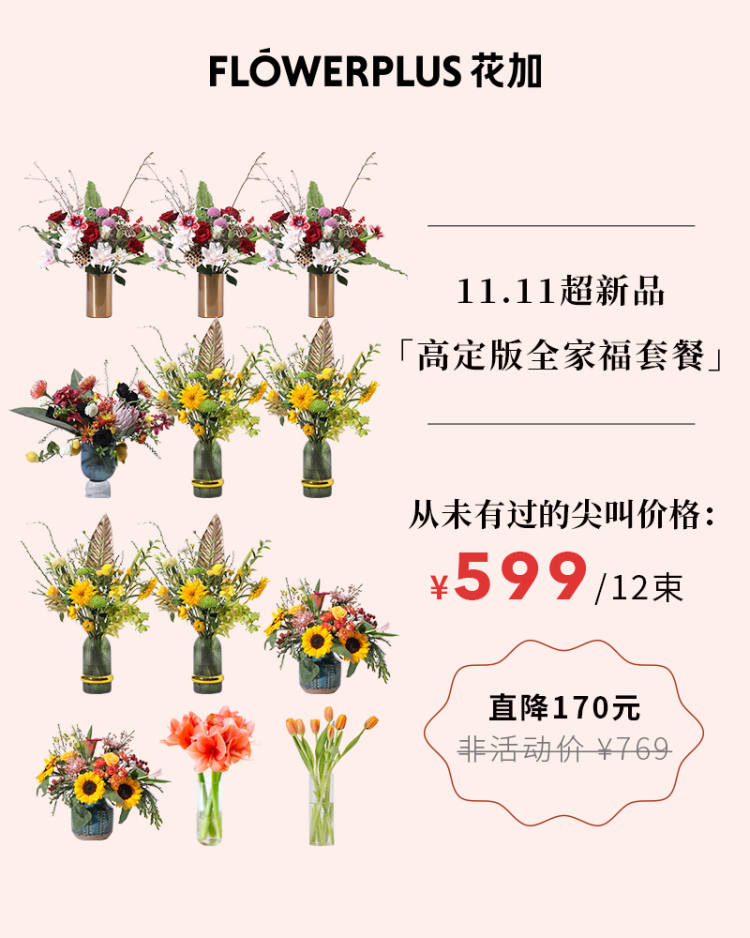 FLOWERPLUS 花加
11.11超新品
「高定版全家福套餐」
从未有过的尖叫价格：
¥599/12束
直降170元
非活动价 ¥769